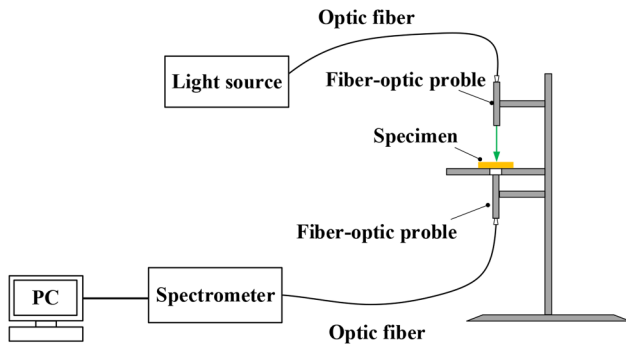 Optic fiber
Light source
Fiber-optic proble
Specimen
Fiber-optic proble
PC
Spectrometer
Optic fiber